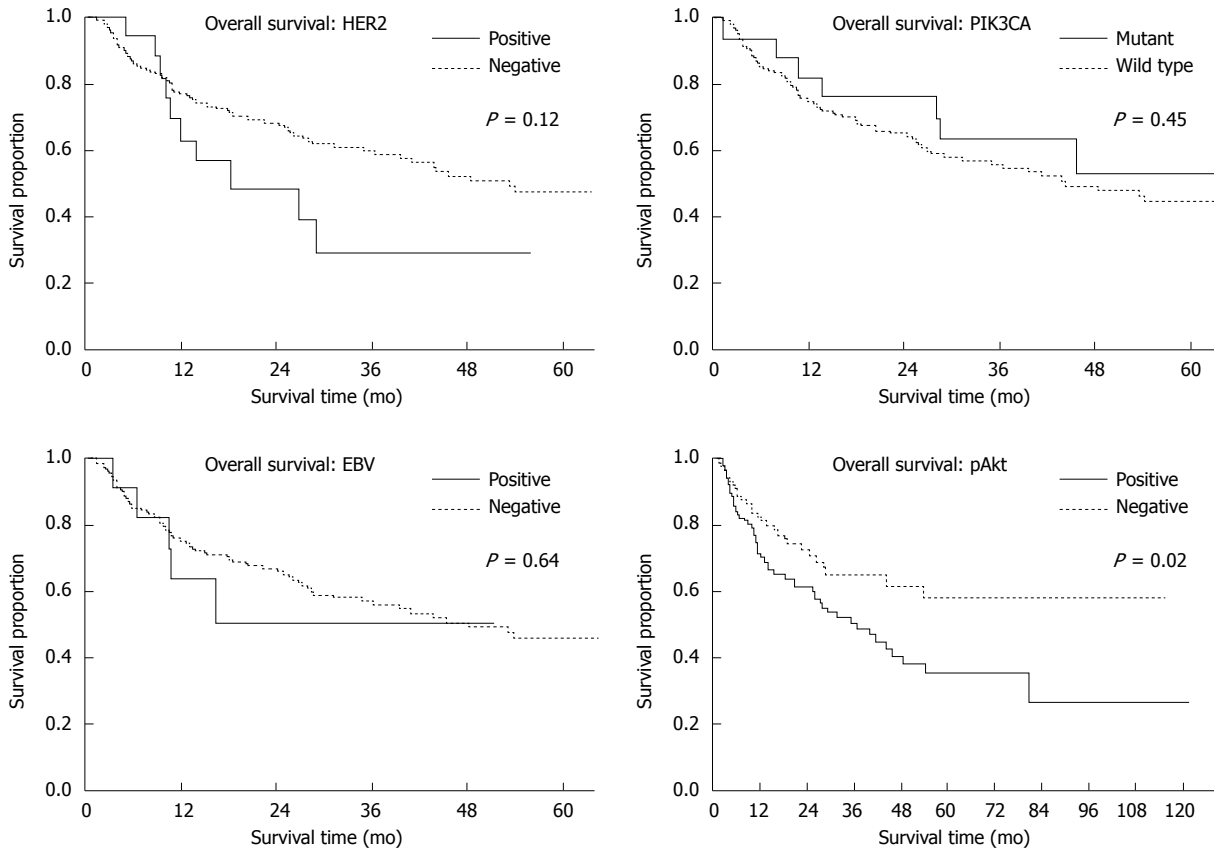 Overall survival: HER2
Positive
Negative
P = 0.12
Survival proportion
1.0
0.8
0.6
0.4
0.2
0.0
0 12 24 36 48 60
Survival time (mo)
Overall survival: PIK3CA
Mutant
Wild type
P = 0.45
Survival proportion
1.0
0.8
0.6
0.4
0.2
0.0
0 12 24 36 48 60
Survival time (mo)
Overall survival: EBV
Positive
Negative
P = 0.64
Survival proportion
1.0
0.8
0.6
0.4
0.2
0.0
0 12 24 36 48 60
Survival time (mo)
Overall survival: pAkt
Positive
Negative
P = 0.02
Survival proportion
1.0
0.8
0.6
0.4
0.2
0.0
0 12 24 36 48 60 72 84 96 108 120
Survival time (mo)